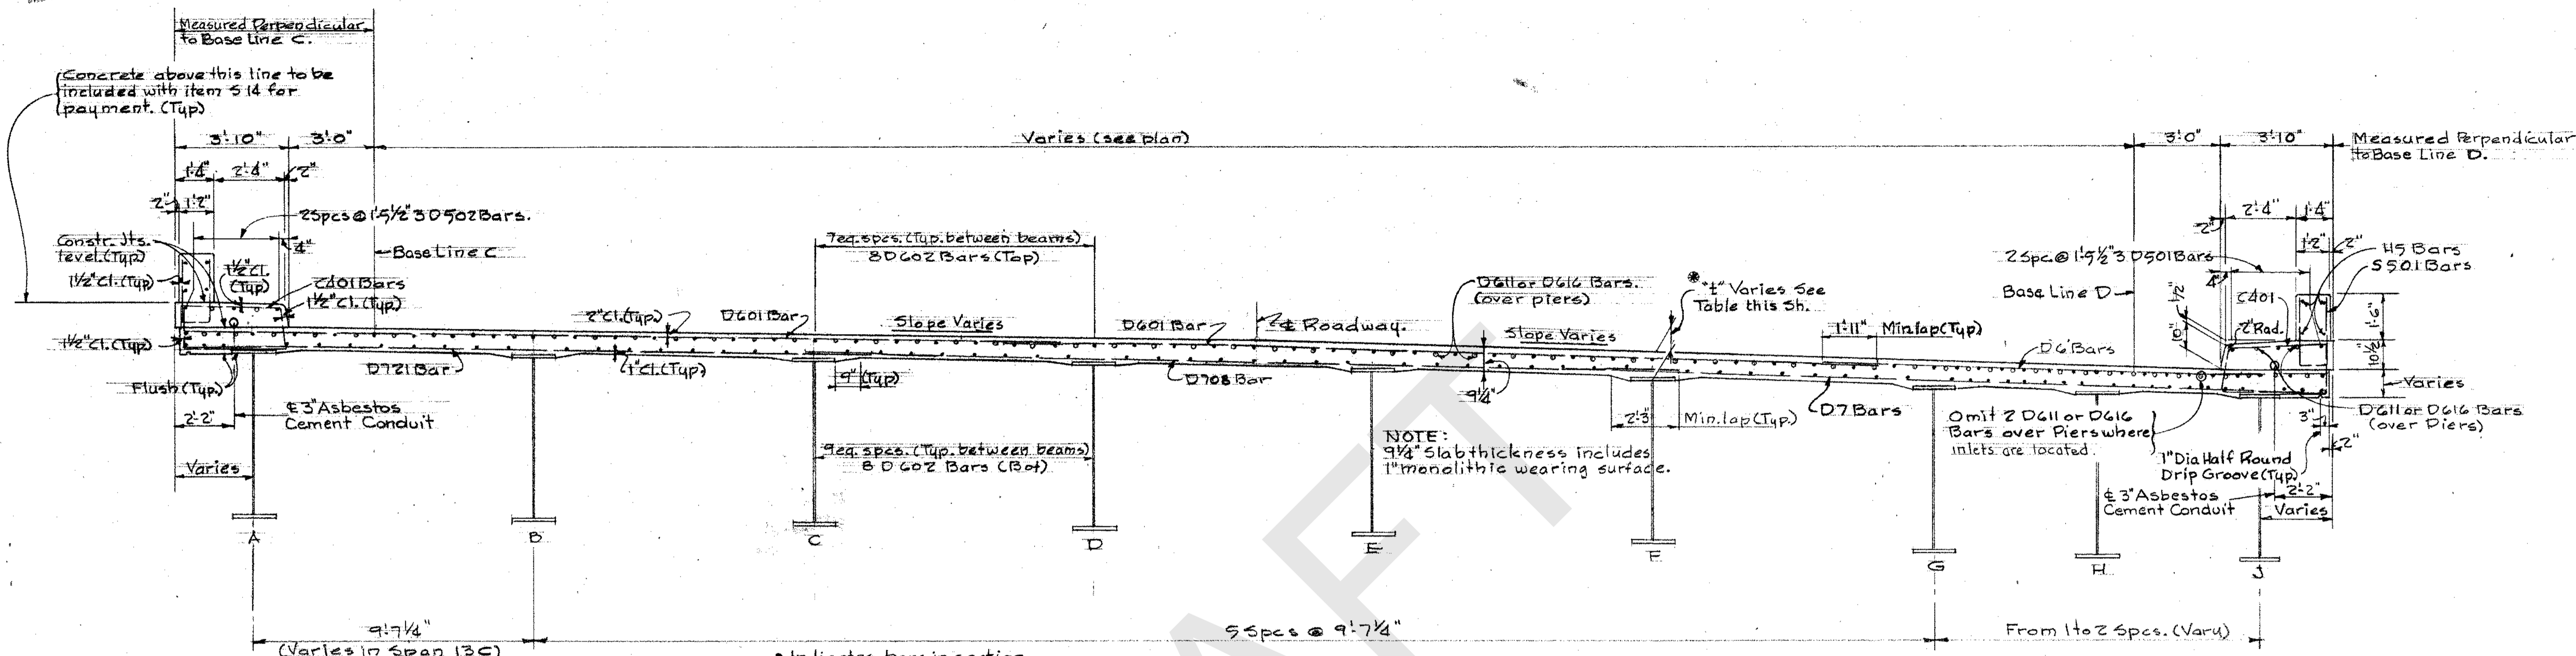 Measured Perpendicular
to Base Line C.
(Concrete above this line to be
included with item S 14 for
payment. (Typ)
3'-10"
3'-0"
Varies (see plan)
3'-0"
3'-10"
Measured Perpendicular
to Base Line D.
1'-4"
2'-4"
2"
2"
1'-2"
2 Spcs @ 1'-5½" 3 D502 Bars.
4"
Constr. Jts.
level. (Typ)
1½" Cl. (Typ)
1½" Cl.
(Typ)
C401 Bars
1½" Cl. (Typ)
1½" Cl. (Typ)
Base Line C
7 eq. spcs. (Typ. between beams)
8 D602 Bars (Top)
2" Cl. (Typ)
D601 Bar
Slope Varies
D601 Bar
℄ Roadway.
D611 or D616 Bars.
(over piers)
"t" Varies See
Table this Sh.
Slope Varies
1'-11" Min. lap (Typ)
D6 Bars
2'-4"
1'-4"
2"
1'-2"
2"
H5 Bars
S501 Bars
2 Spc. @ 1'-5½" 3 D501 Bars
4"
Base Line D
C401
2" Rad.
2¼"
10"
1'-6"
10½"
Varies
D611 or D616 Bars
(over Piers)
Flush (Typ.)
D721 Bar
1" Cl. (Typ)
9" (Typ)
D708 Bar
9¼"
2'-3" Min. lap (Typ.)
D7 Bars
Omit 2 D611 or D616
Bars over Piers where
inlets are located.
3"
2"
1" Dia Half Round
Drip Groove (Typ)
2'-2"
℄ 3" Asbestos
Cement Conduit
9 eq. spcs. (Typ. between beams)
8 D602 Bars (Bot)
NOTE:
9¼" Slab thickness includes
1" monolithic wearing surface.
℄ 3" Asbestos
Cement Conduit
2'-2"
Varies
Varies
A
B
C
D
E
F
G
H
J
9'-7¼"
(Varies in Span 13C)
5 Spcs @ 9'-7¼"
From 1 to 2 Spcs. (Vary)